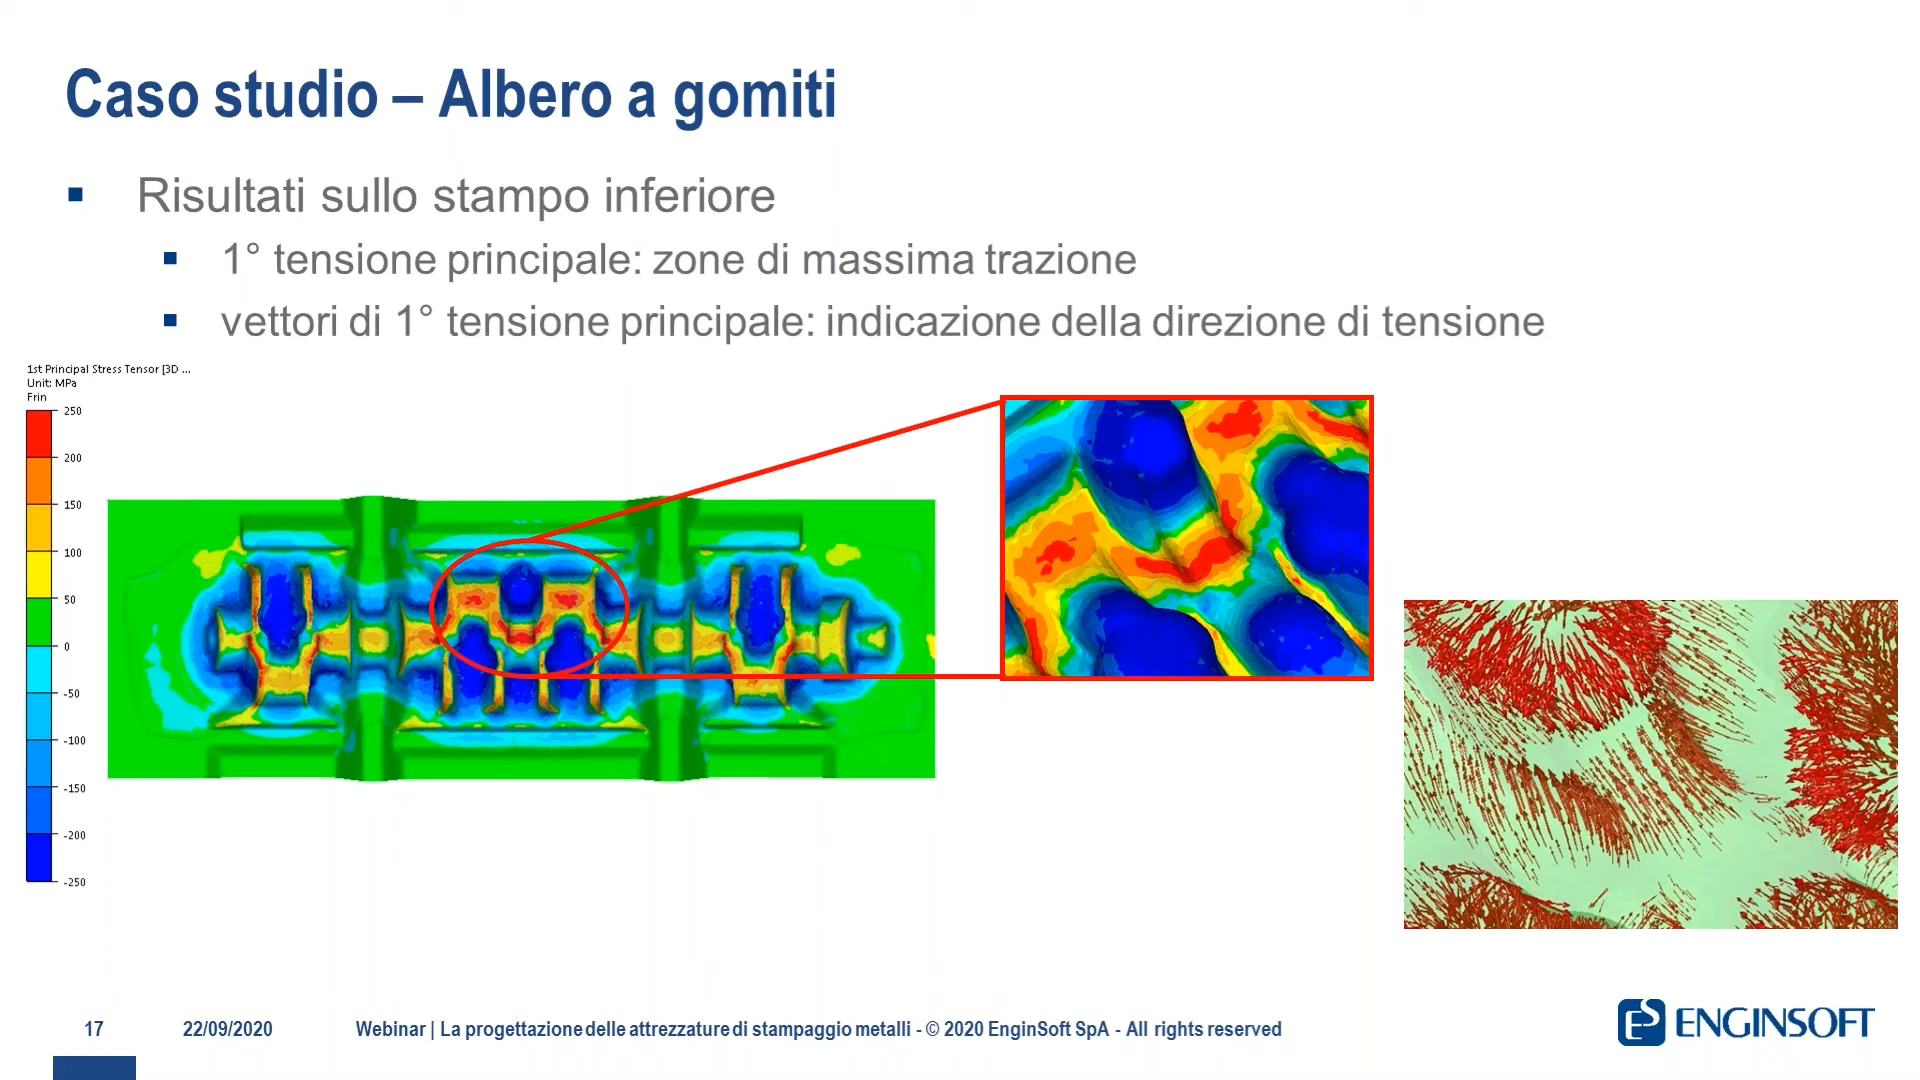 Caso studio – Albero a gomiti
Risultati sullo stampo inferiore
1° tensione principale: zone di massima trazione
vettori di 1° tensione principale: indicazione della direzione di tensione
1st Principal Stress Tensor [3D ...
Unit: MPa
Frin
250
200
150
100
50
0
-50
-100
-150
-200
-250
17
22/09/2020
Webinar | La progettazione delle attrezzature di stampaggio metalli - © 2020 EnginSoft SpA - All rights reserved
ENGINSOFT